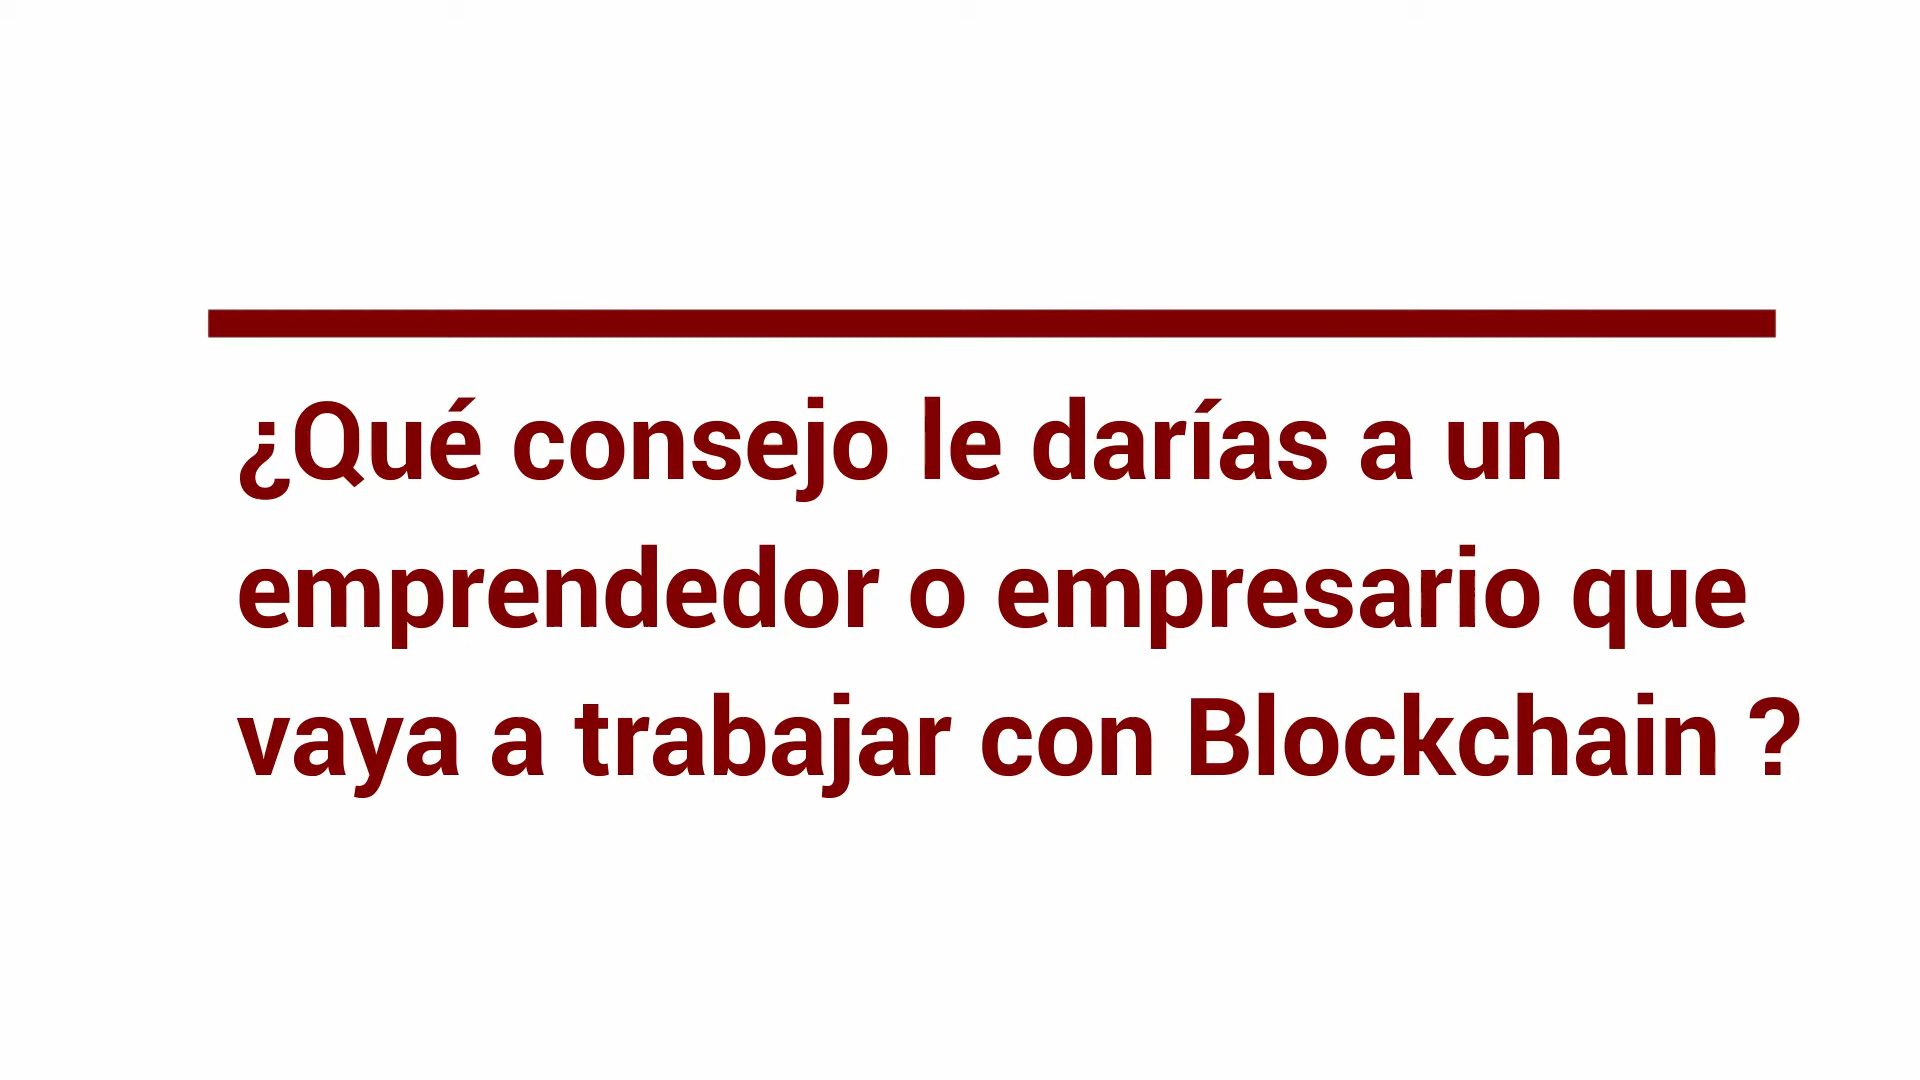 ¿Qué consejo le darías a un
emprendedor o empresario que
vaya a trabajar con Blockchain ?